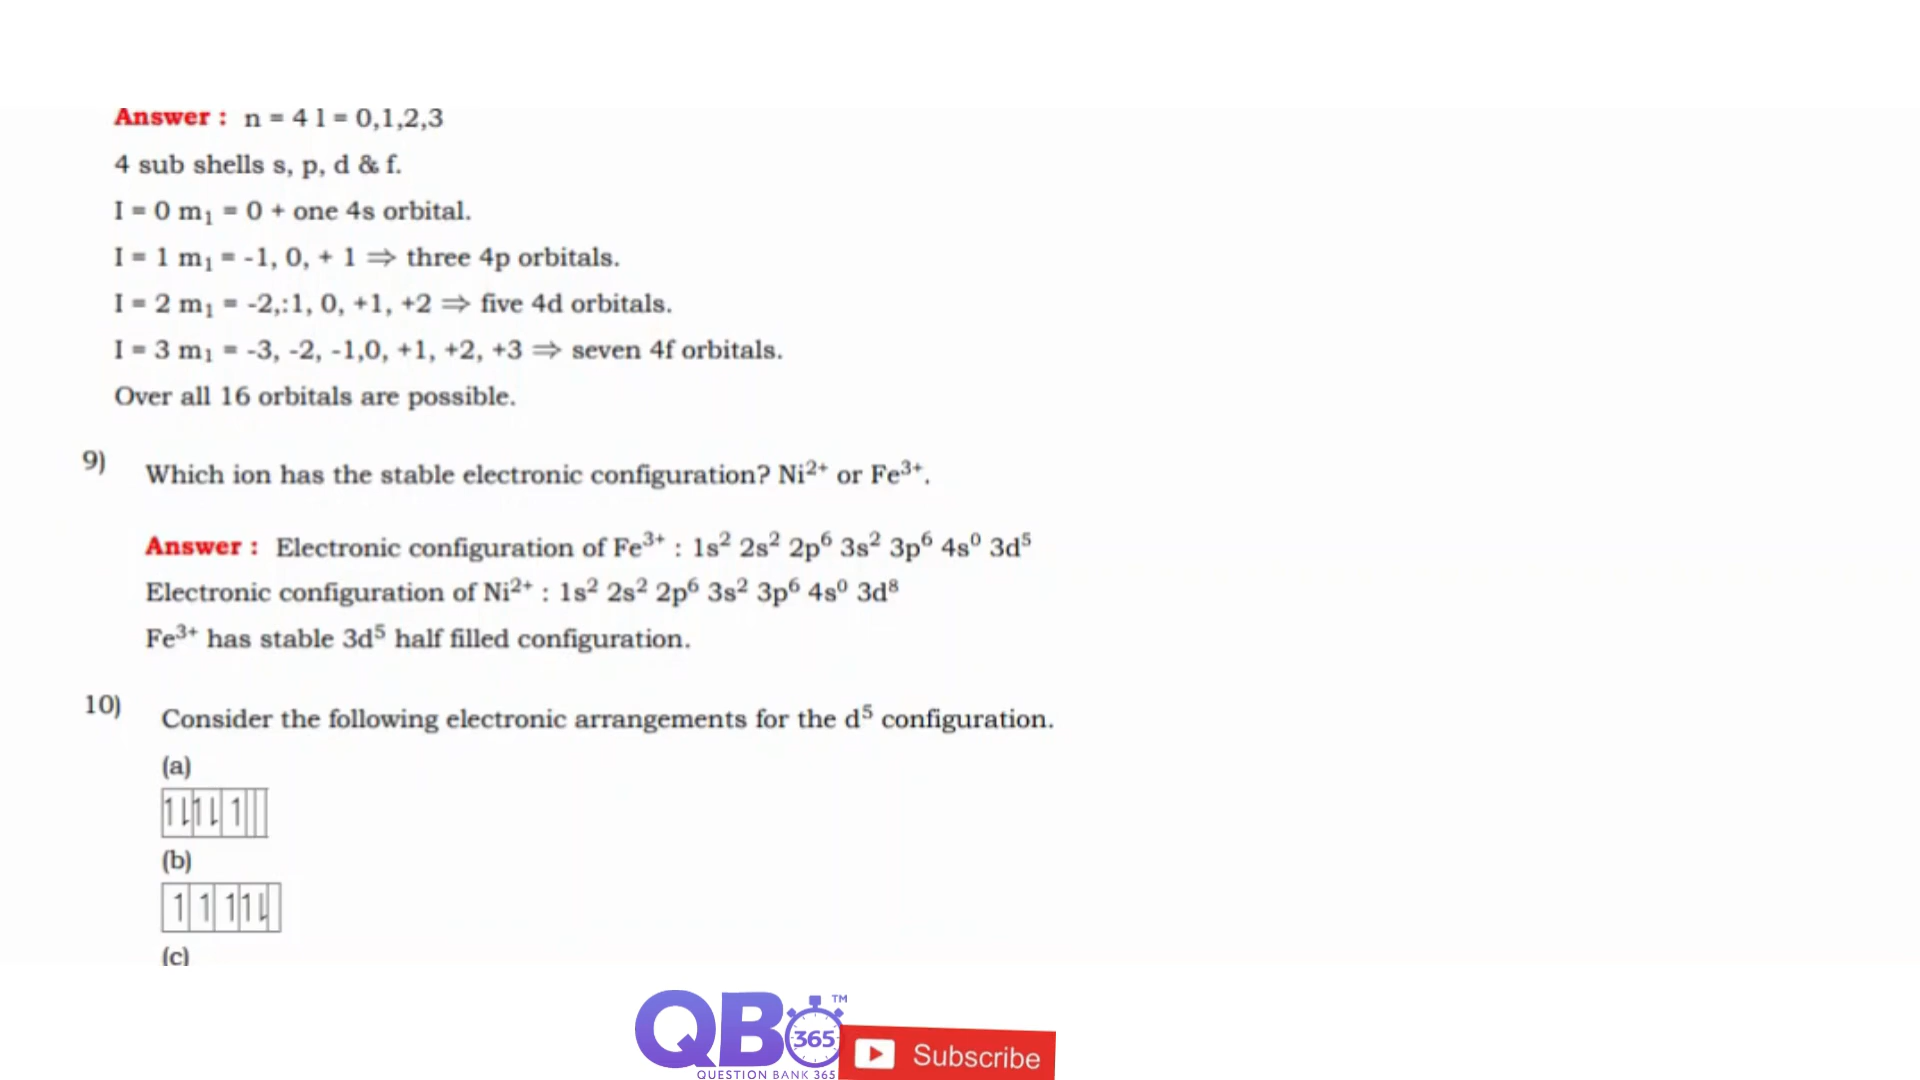 Answer : n = 4 l = 0,1,2,3
4 sub shells s, p, d & f.
I = 0 m₁ = 0 + one 4s orbital.
I = 1 m₁ = -1, 0, + 1 ⇒ three 4p orbitals.
I = 2 m₁ = -2,:1, 0, +1, +2 ⇒ five 4d orbitals.
I = 3 m₁ = -3, -2, -1,0, +1, +2, +3 ⇒ seven 4f orbitals.
Over all 16 orbitals are possible.
9) Which ion has the stable electronic configuration? Ni²⁺ or Fe³⁺.
Answer : Electronic configuration of Fe³⁺ : 1s² 2s² 2p⁶ 3s² 3p⁶ 4s⁰ 3d⁵
Electronic configuration of Ni²⁺ : 1s² 2s² 2p⁶ 3s² 3p⁶ 4s⁰ 3d⁸
Fe³⁺ has stable 3d⁵ half filled configuration.
10) Consider the following electronic arrangements for the d⁵ configuration.
(a)
↿⇂ ↿⇂ ↿
(b)
↿ ↿ ↿ ↿⇂
(c)
QB365™
QUESTION BANK 365
Subscribe